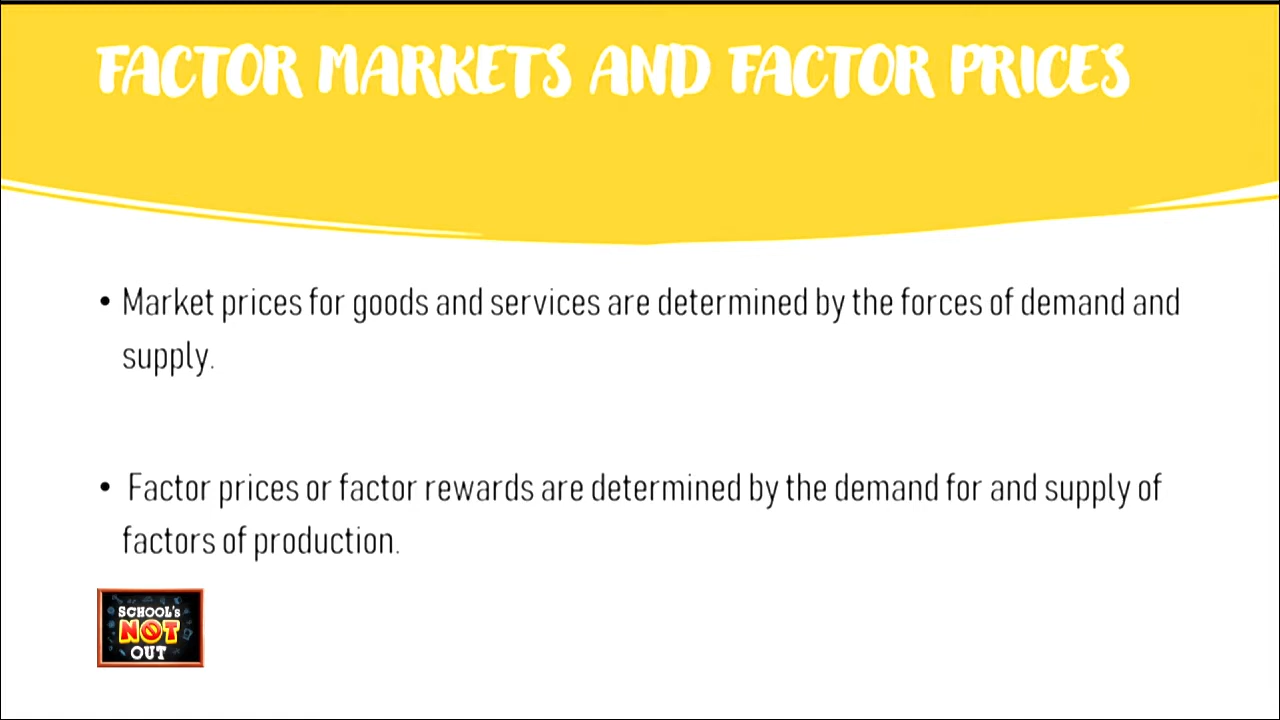 FACTOR MARKETS AND FACTOR PRICES
• Market prices for goods and services are determined by the forces of demand and
supply.
• Factor prices or factor rewards are determined by the demand for and supply of
factors of production.
SCHOOL'S
NOT
OUT